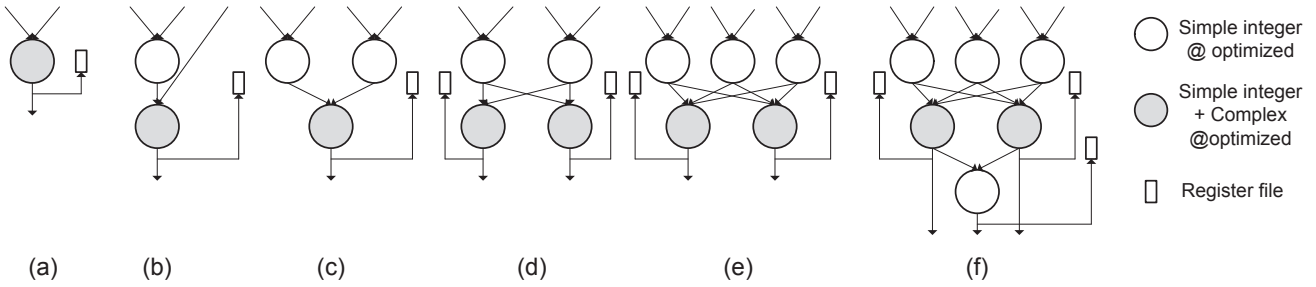 Simple integer
@ optimized
Simple integer
+ Complex
@optimized
Register file
(a)
(b)
(c)
(d)
(e)
(f)